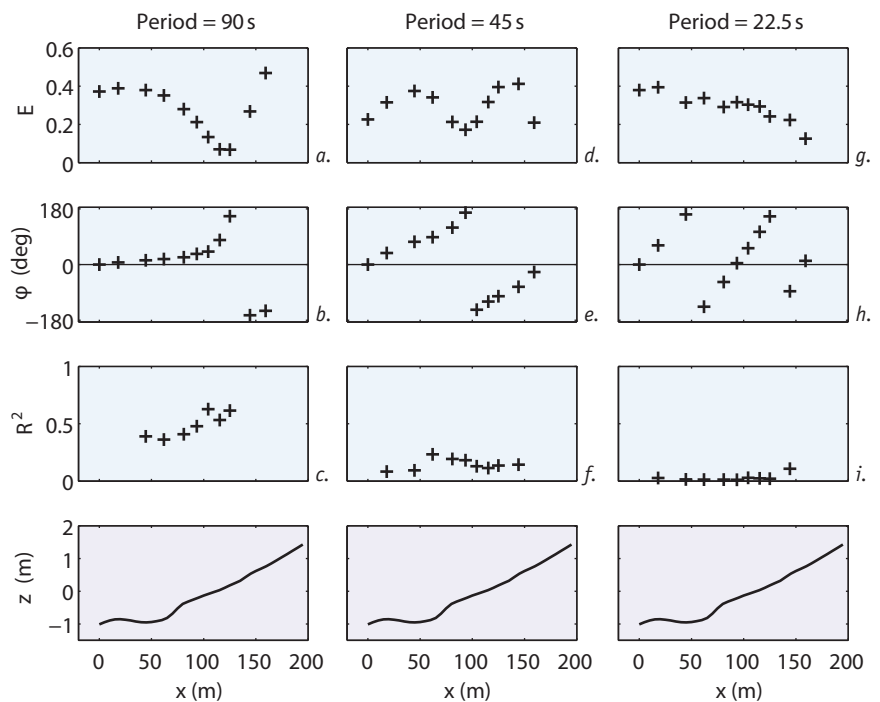 Period = 90 s Period = 45 s Period = 22.5 s
0.6
0.4
0.2
0
E
a. d. g.
180
0
−180
φ (deg)
b. e. h.
1
0.5
0
R²
c. f. i.
2
1
0
−1
z (m)
0 50 100 150 200 0 50 100 150 200 0 50 100 150 200
x (m) x (m) x (m)